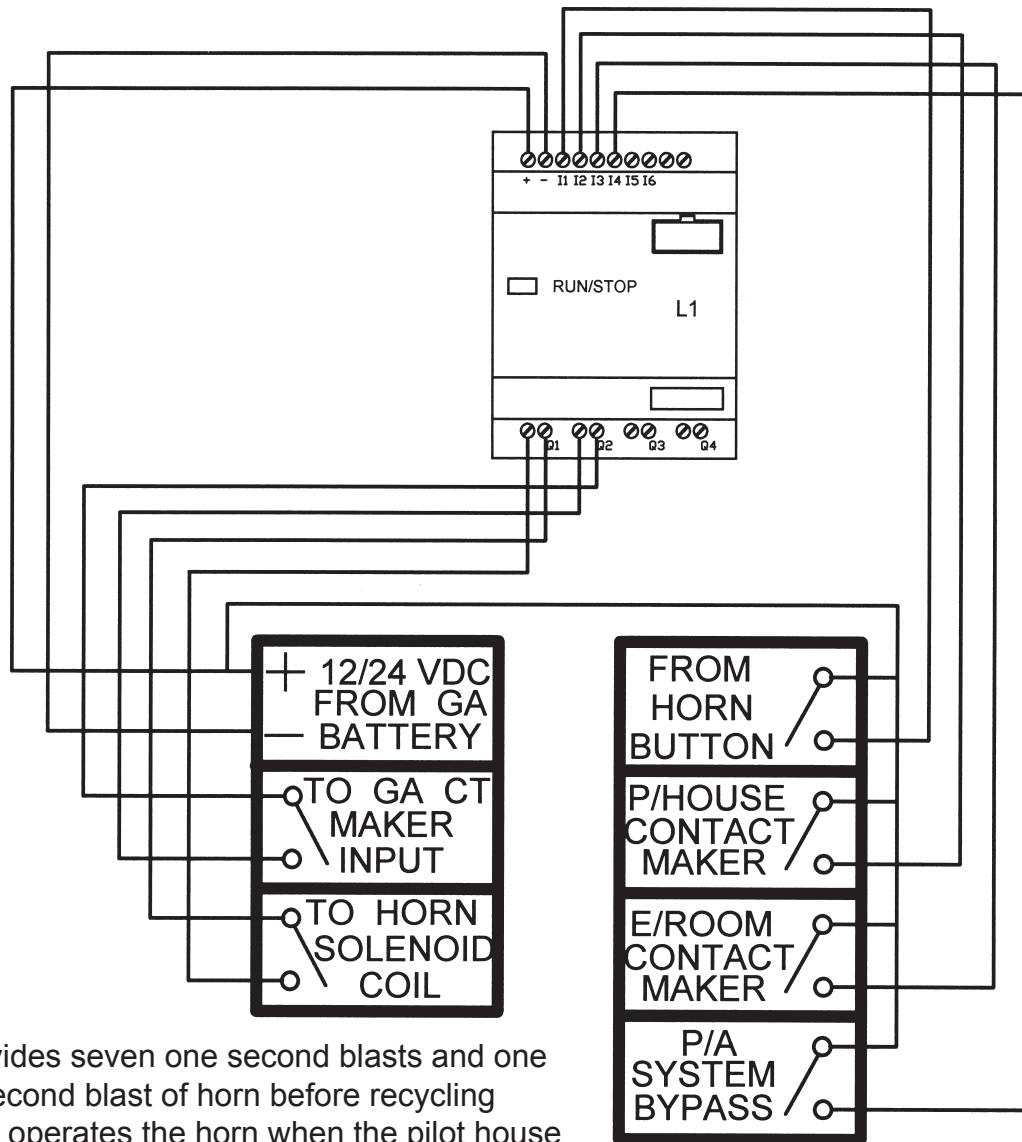 + - I1 I2 I3 I4 I5 I6
RUN/STOP
L1
Q1 Q2 Q3 Q4
+ 12/24 VDC
FROM GA
— BATTERY
TO GA CT
MAKER
INPUT
TO HORN
SOLENOID
COIL
FROM
HORN
BUTTON
P/HOUSE
CONTACT
MAKER
E/ROOM
CONTACT
MAKER
P/A
SYSTEM
BYPASS
vides seven one second blasts and one
second blast of horn before recycling
operates the horn when the pilot house